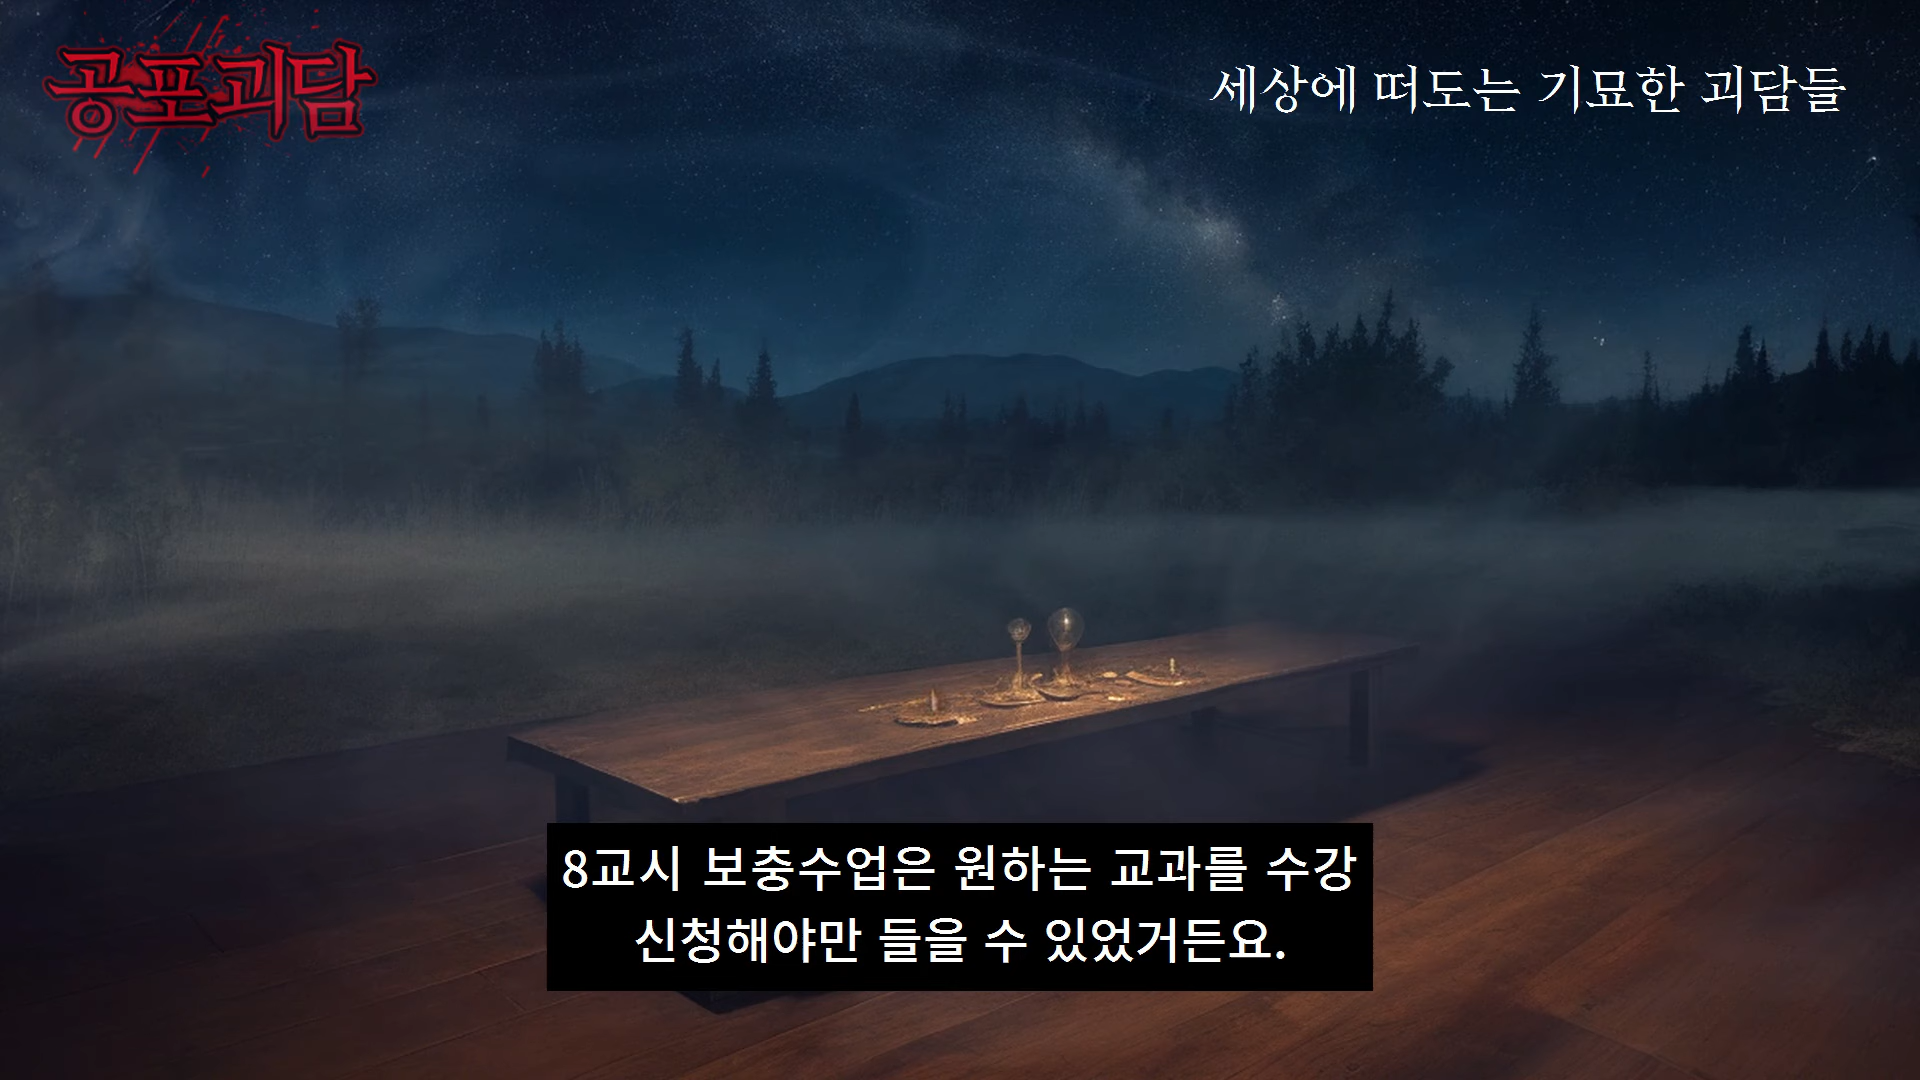 공포괴담
세상에 떠도는 기묘한 괴담들
8교시 보충수업은 원하는 교과를 수강
신청해야만 들을 수 있었거든요.